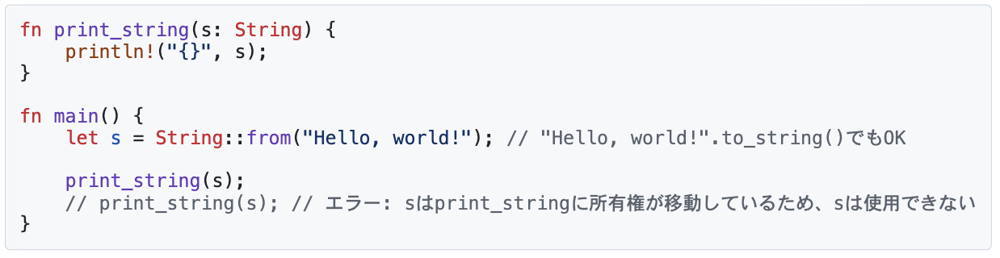 fn print_string(s: String) {
    println!("{}", s);
}

fn main() {
    let s = String::from("Hello, world!"); // "Hello, world!".to_string()でもOK

    print_string(s);
    // print_string(s); // エラー: sはprint_stringに所有権が移動しているため、sは使用できない
}